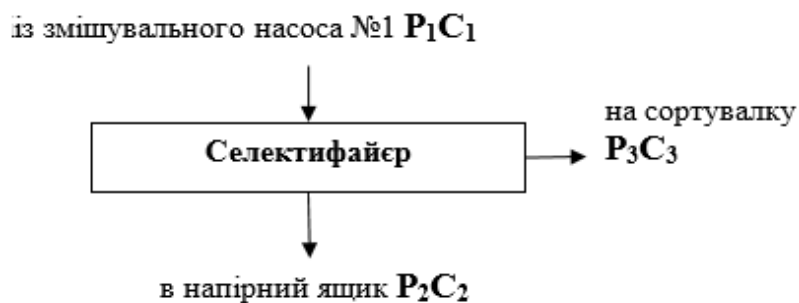 із змішувального насоса №1 P₁C₁
на сортувалку
P₃C₃
Селектифайєр
в напірний ящик P₂C₂